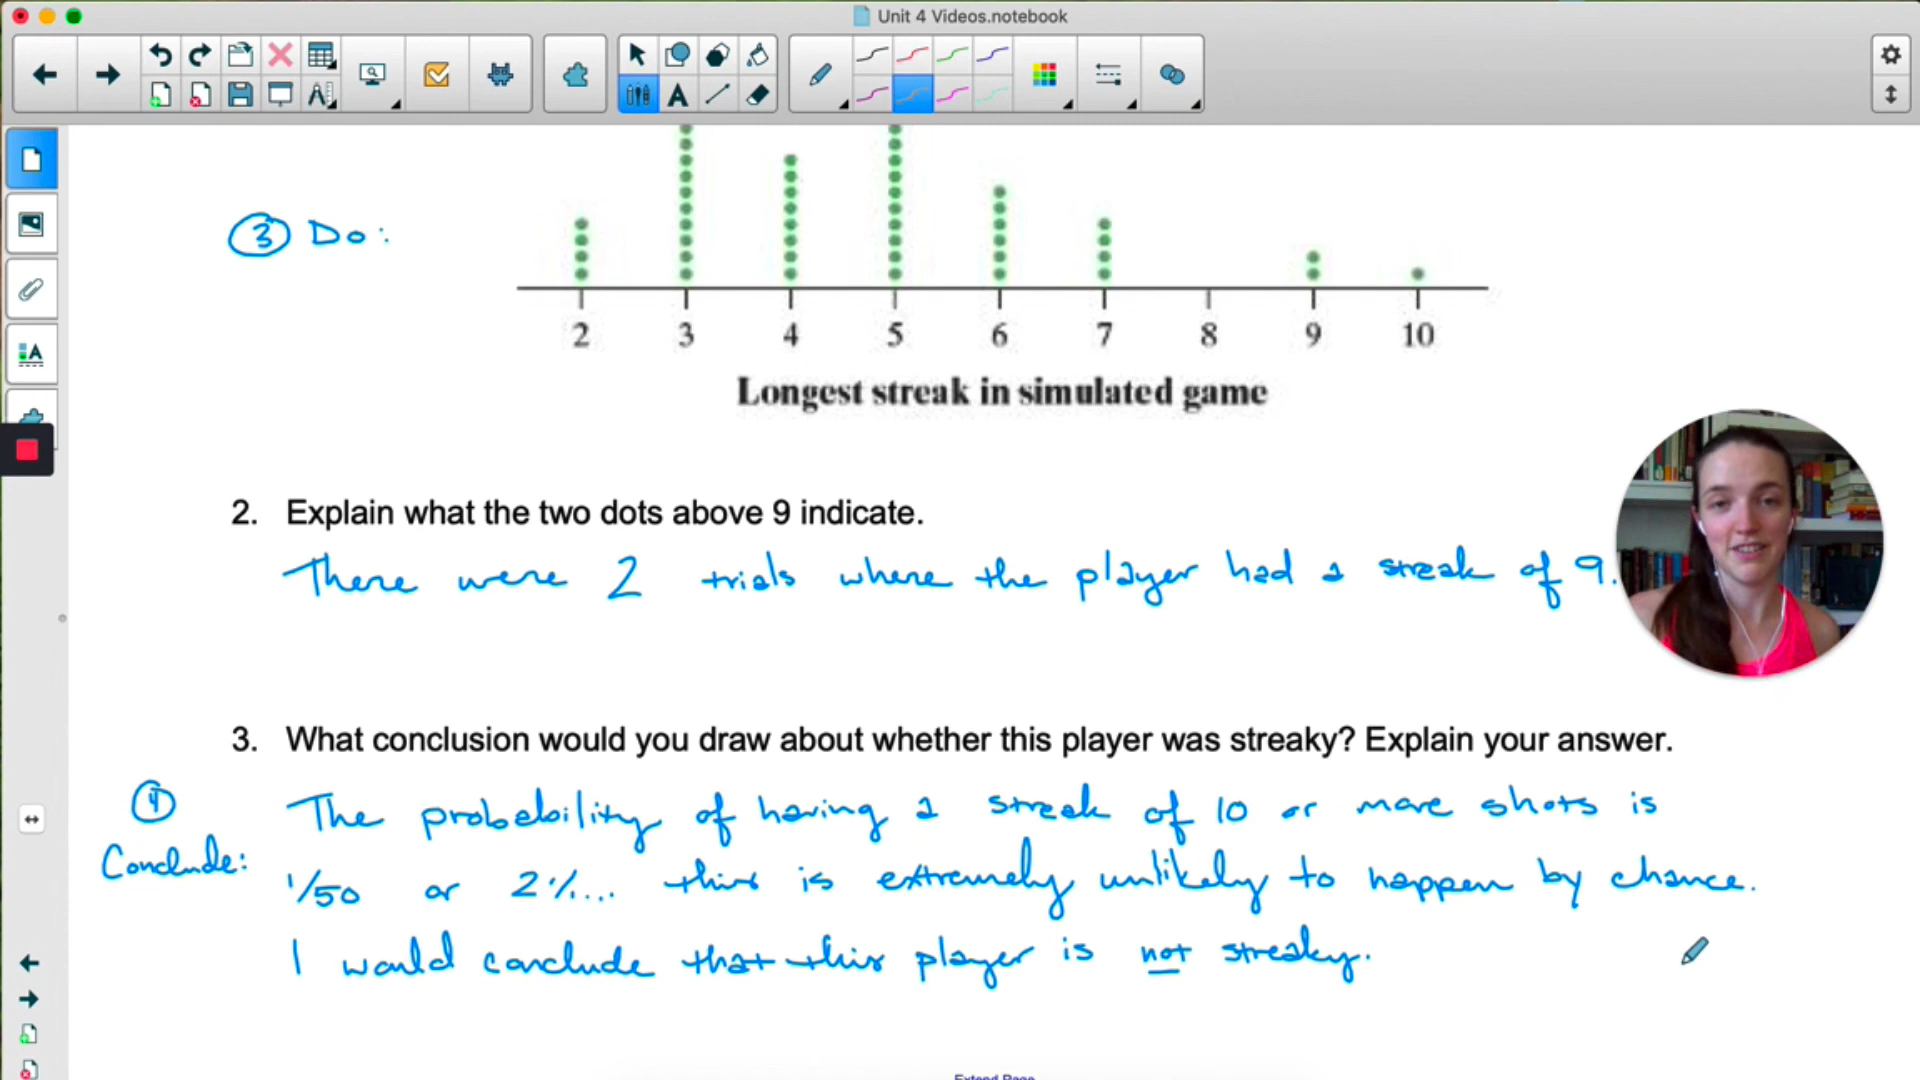 Unit 4 Videos.notebook
A
A
③ Do:
2 3 4 5 6 7 8 9 10
Longest streak in simulated game
2. Explain what the two dots above 9 indicate.
There were 2 trials where the player had a streak of 9.
3. What conclusion would you draw about whether this player was streaky? Explain your answer.
④ Conclude:
The probability of having a streak of 10 or more shots is
1/50 or 2%... this is extremely unlikely to happen by chance.
I would conclude that this player is not streaky.
Extend Page